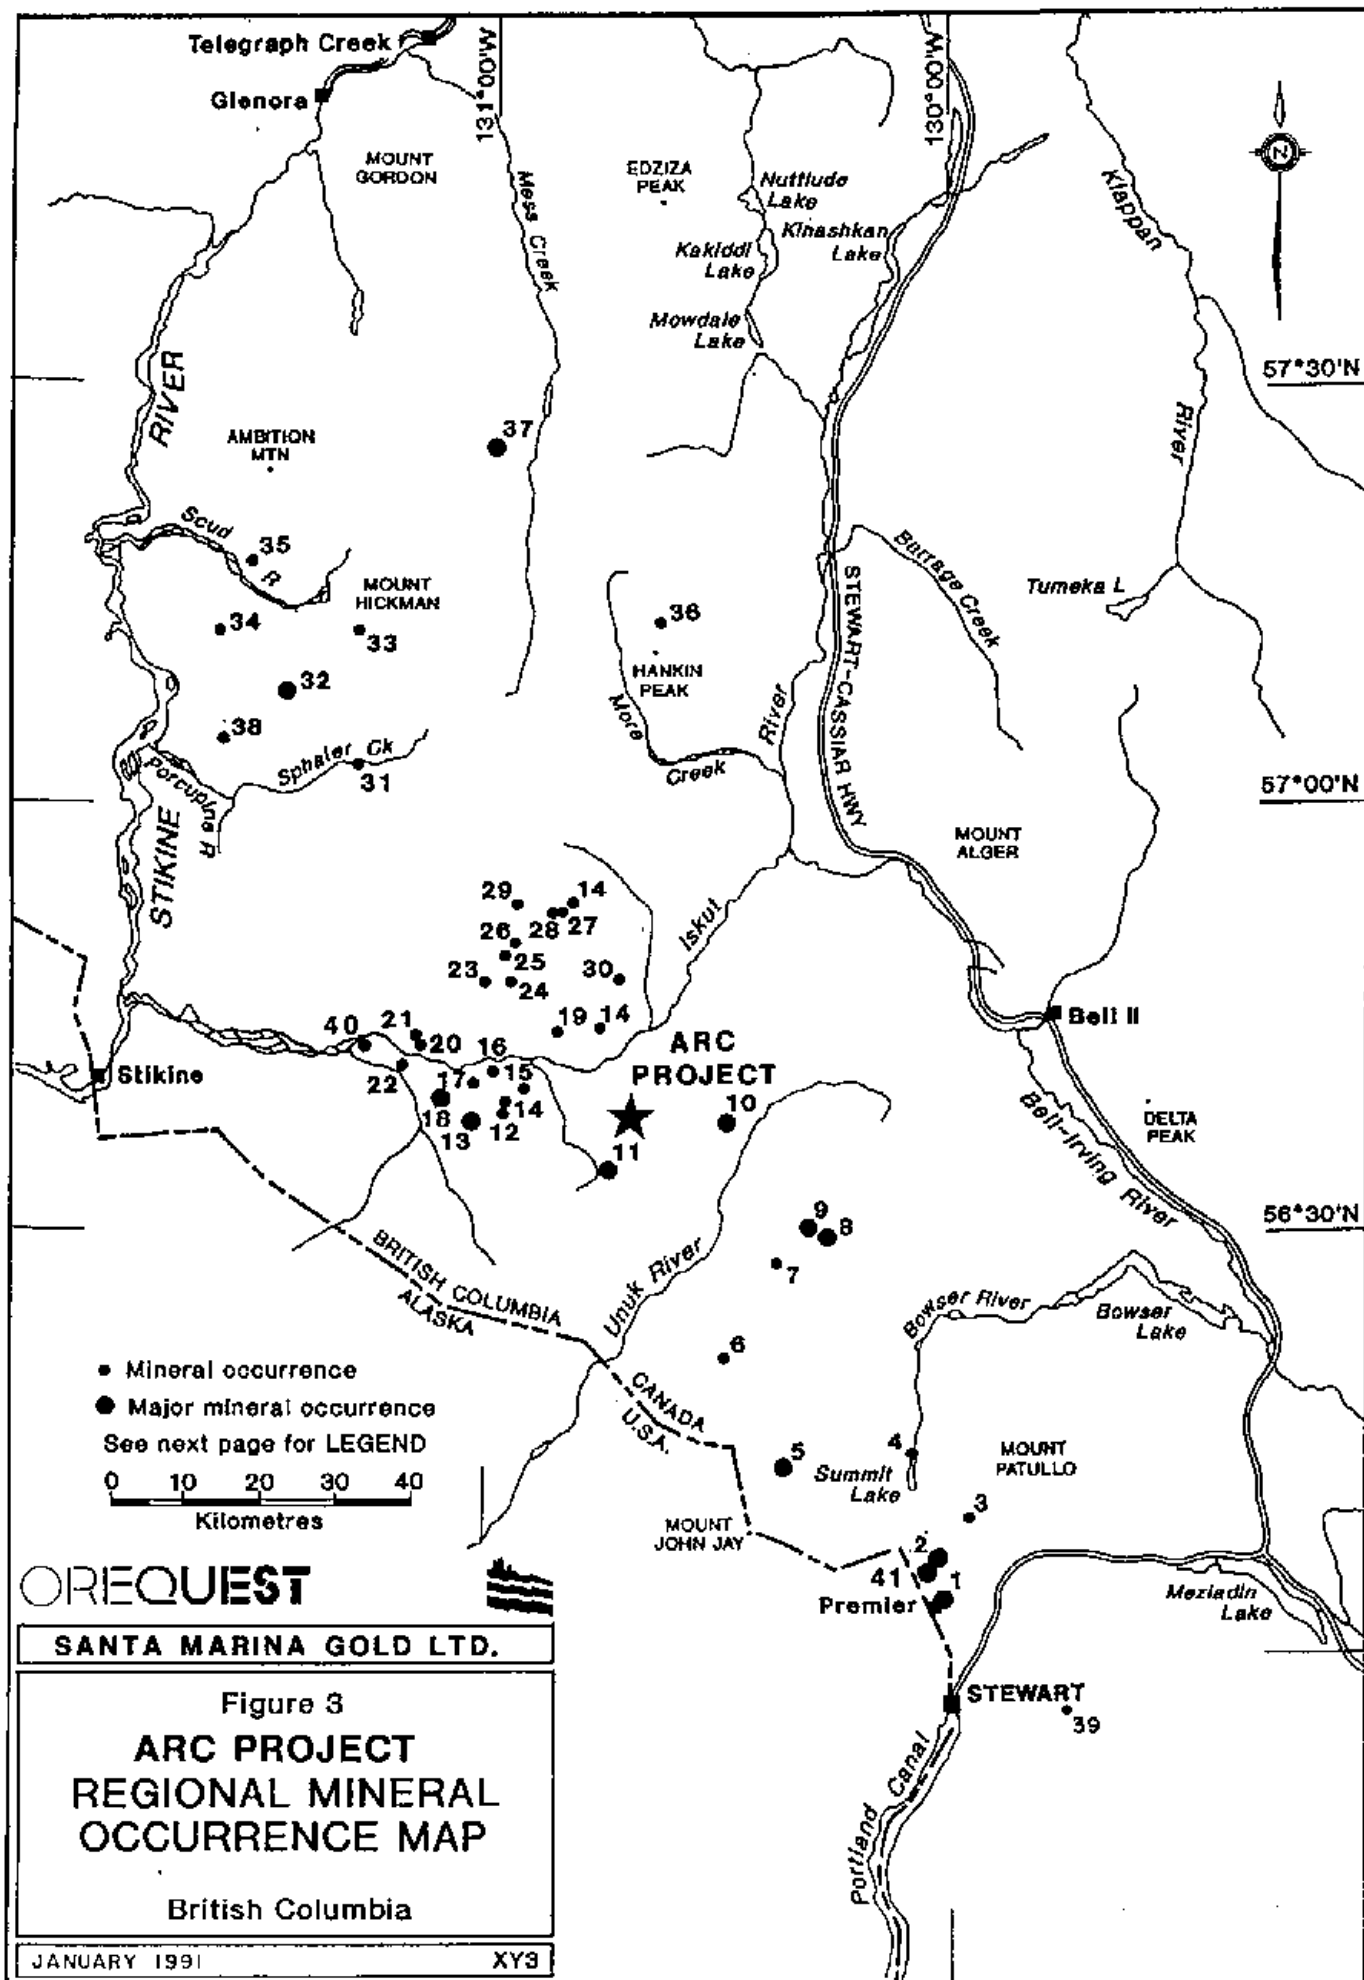 Telegraph Creek
Glenora
131°00'W
130°00'W
MOUNT
GORDON
EDZIZA
PEAK
Mess Creek
Nuttlude
Lake
Kinashkan
Lake
Kakiddi
Lake
Mowdale
Lake
Klappan
River
Z
57°30'N
RIVER
AMBITION
MTN
37
Scud
R
35
MOUNT
HICKMAN
34
33
32
38
Sphaler Ck
31
Porcupine R
STIKINE
36
HANKIN
PEAK
More
Creek
River
Iskut
STEWART-CASSIAR HWY
Burrage Creek
Tumeka L
57°00'N
MOUNT
ALGER
29
14
28
27
26
25
23
24
30
19
14
40
21
20
16
22
17
15
18
14
13
12
Stikine
ARC
PROJECT
10
11
Bell II
DELTA
PEAK
Bell-Irving River
56°30'N
9
8
7
6
BRITISH COLUMBIA
ALASKA
Unuk River
Bowser River
Bowser
Lake
CANADA
U.S.A.
5
4
Summit
Lake
MOUNT
PATULLO
3
MOUNT
JOHN JAY
2
41
1
Premier
Meziadin
Lake
STEWART
39
Portland Canal
Mineral occurrence
Major mineral occurrence
See next page for LEGEND
0 10 20 30 40
Kilometres
OREQUEST
SANTA MARINA GOLD LTD.
Figure 3
ARC PROJECT
REGIONAL MINERAL
OCCURRENCE MAP
British Columbia
JANUARY 1991 XY3